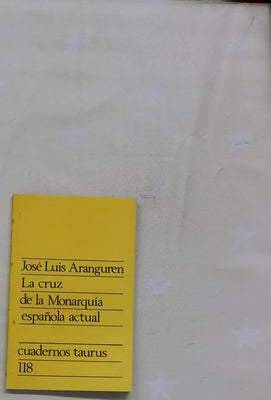 José Luis Aranguren
La cruz
de la Monarquía
española actual
cuadernos taurus
118